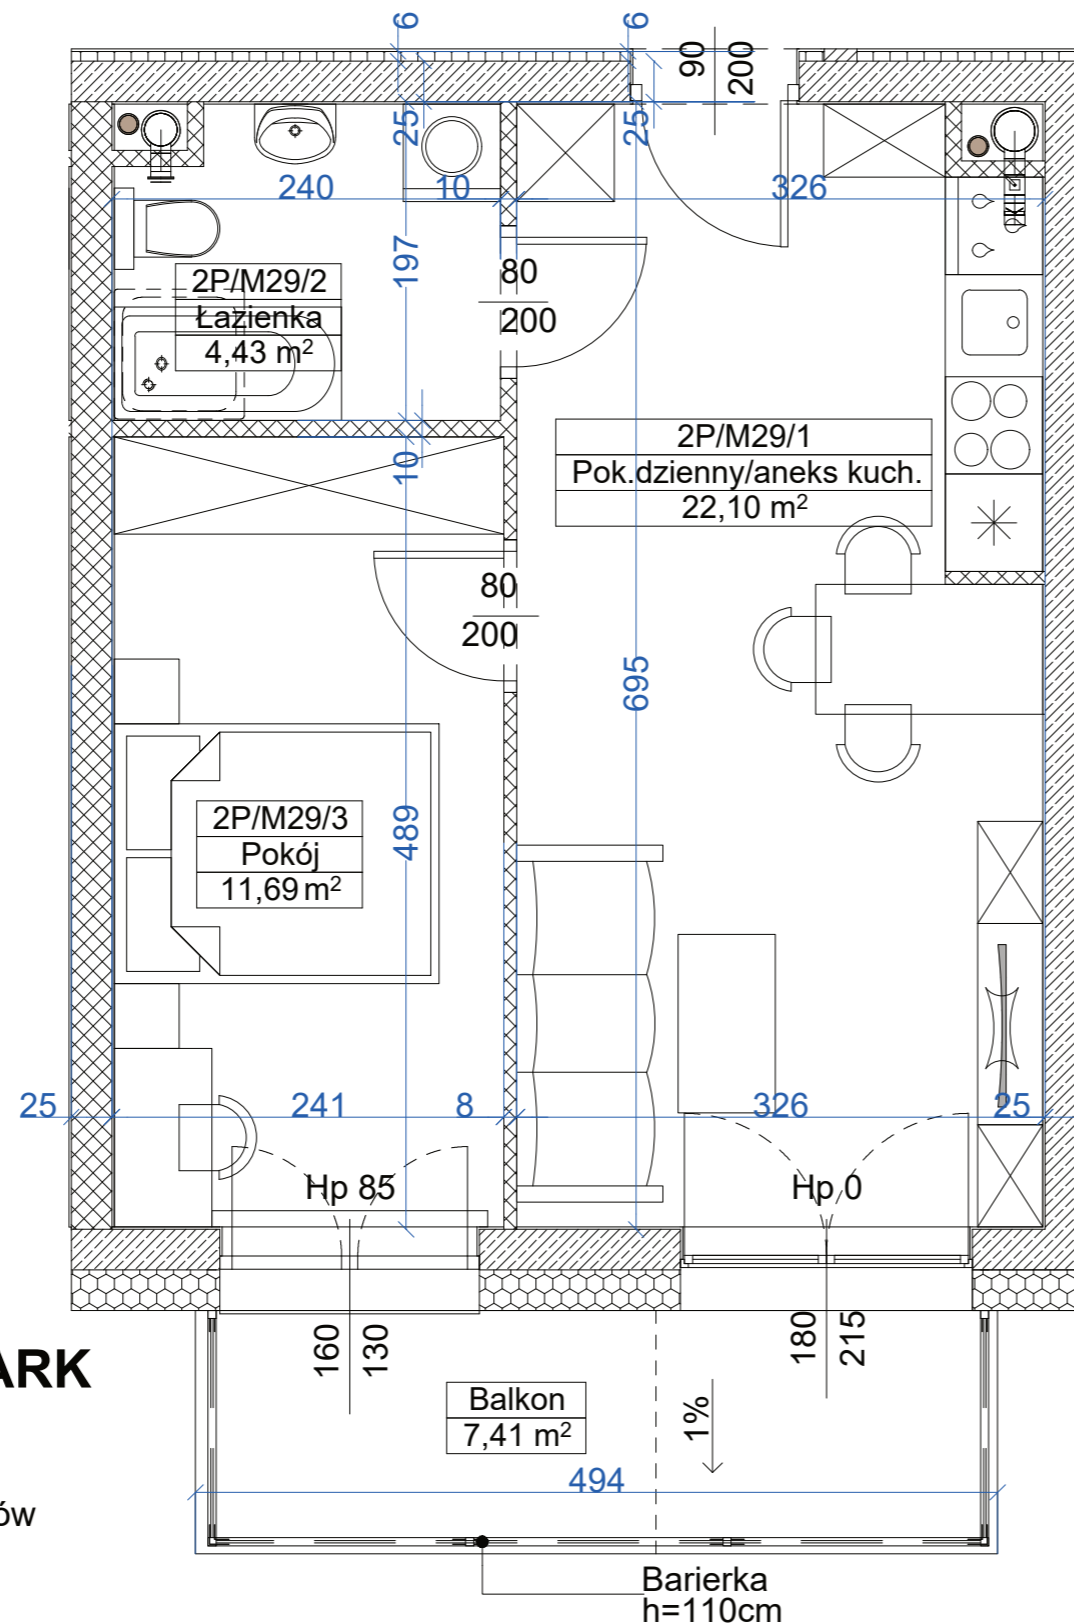 6
6
90
200
25
25
240
10
326
197
80
200
2P/M29/2
Łazienka
4,43 m²
2P/M29/1
Pok.dzienny/aneks kuch.
22,10 m²
10
80
200
695
489
2P/M29/3
Pokój
11,69 m²
25
241
8
326
25
Hp 85
Hp 0
160
130
180
215
ARK
Balkon
7,41 m²
1%
494
ów
Barierka
h=110cm